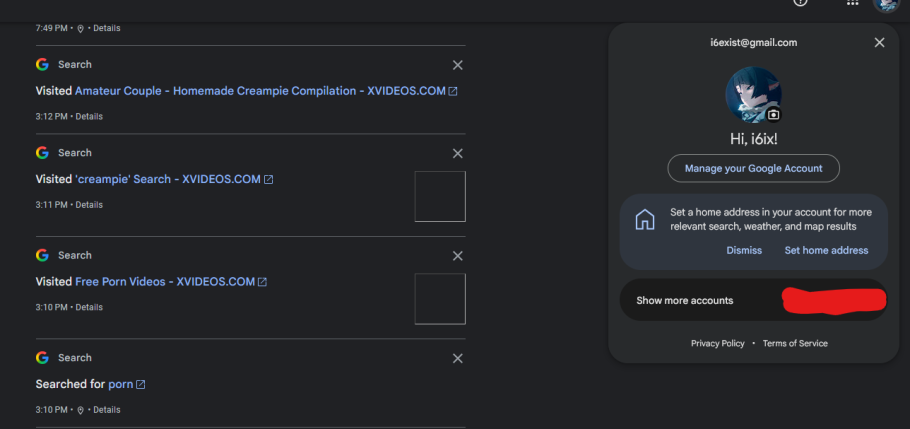 7:49 PM • • Details
Search
Visited Amateur Couple - Homemade Creampie Compilation - XVIDEOS.COM
3:12 PM • Details
Search
Visited 'creampie' Search - XVIDEOS.COM
3:11 PM • Details
Search
Visited Free Porn Videos - XVIDEOS.COM
3:10 PM • Details
Search
Searched for porn
3:10 PM • • Details
i6exist@gmail.com
Hi, i6ix!
Manage your Google Account
Set a home address in your account for more
relevant search, weather, and map results
Dismiss Set home address
Show more accounts
Privacy Policy • Terms of Service